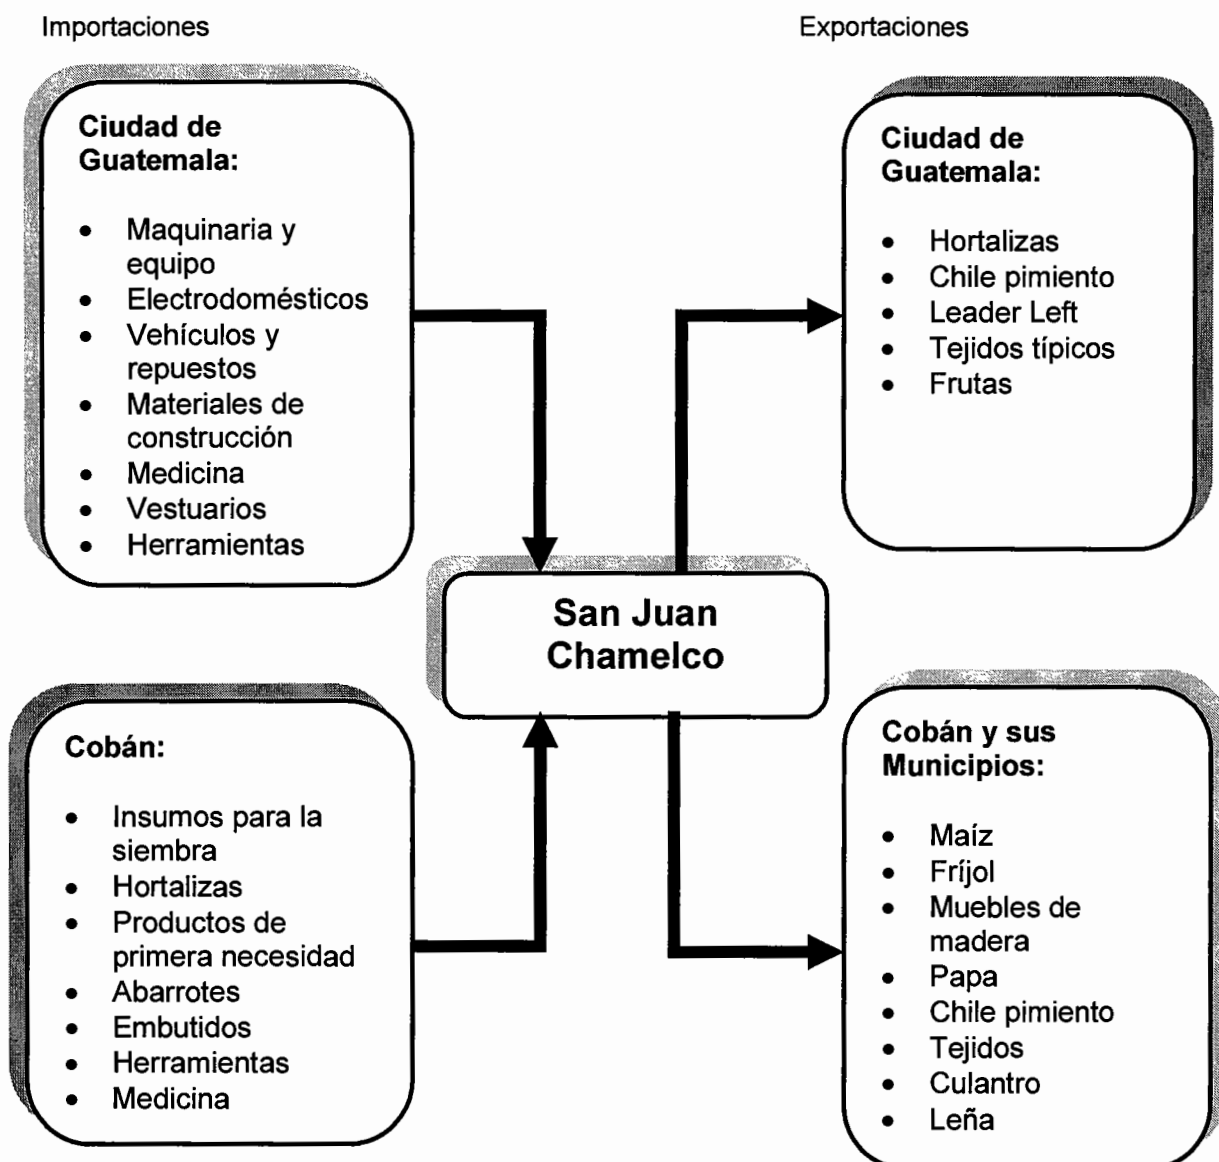 Importaciones
Exportaciones
Ciudad de
Guatemala:
• Maquinaria y
equipo
• Electrodomésticos
• Vehículos y
repuestos
• Materiales de
construcción
• Medicina
• Vestuarios
• Herramientas
Ciudad de
Guatemala:
• Hortalizas
• Chile pimiento
• Leader Left
• Tejidos típicos
• Frutas
San Juan
Chamelco
Cobán:
• Insumos para la
siembra
• Hortalizas
• Productos de
primera necesidad
• Abarrotes
• Embutidos
• Herramientas
• Medicina
Cobán y sus
Municipios:
• Maíz
• Fríjol
• Muebles de
madera
• Papa
• Chile pimiento
• Tejidos
• Culantro
• Leña